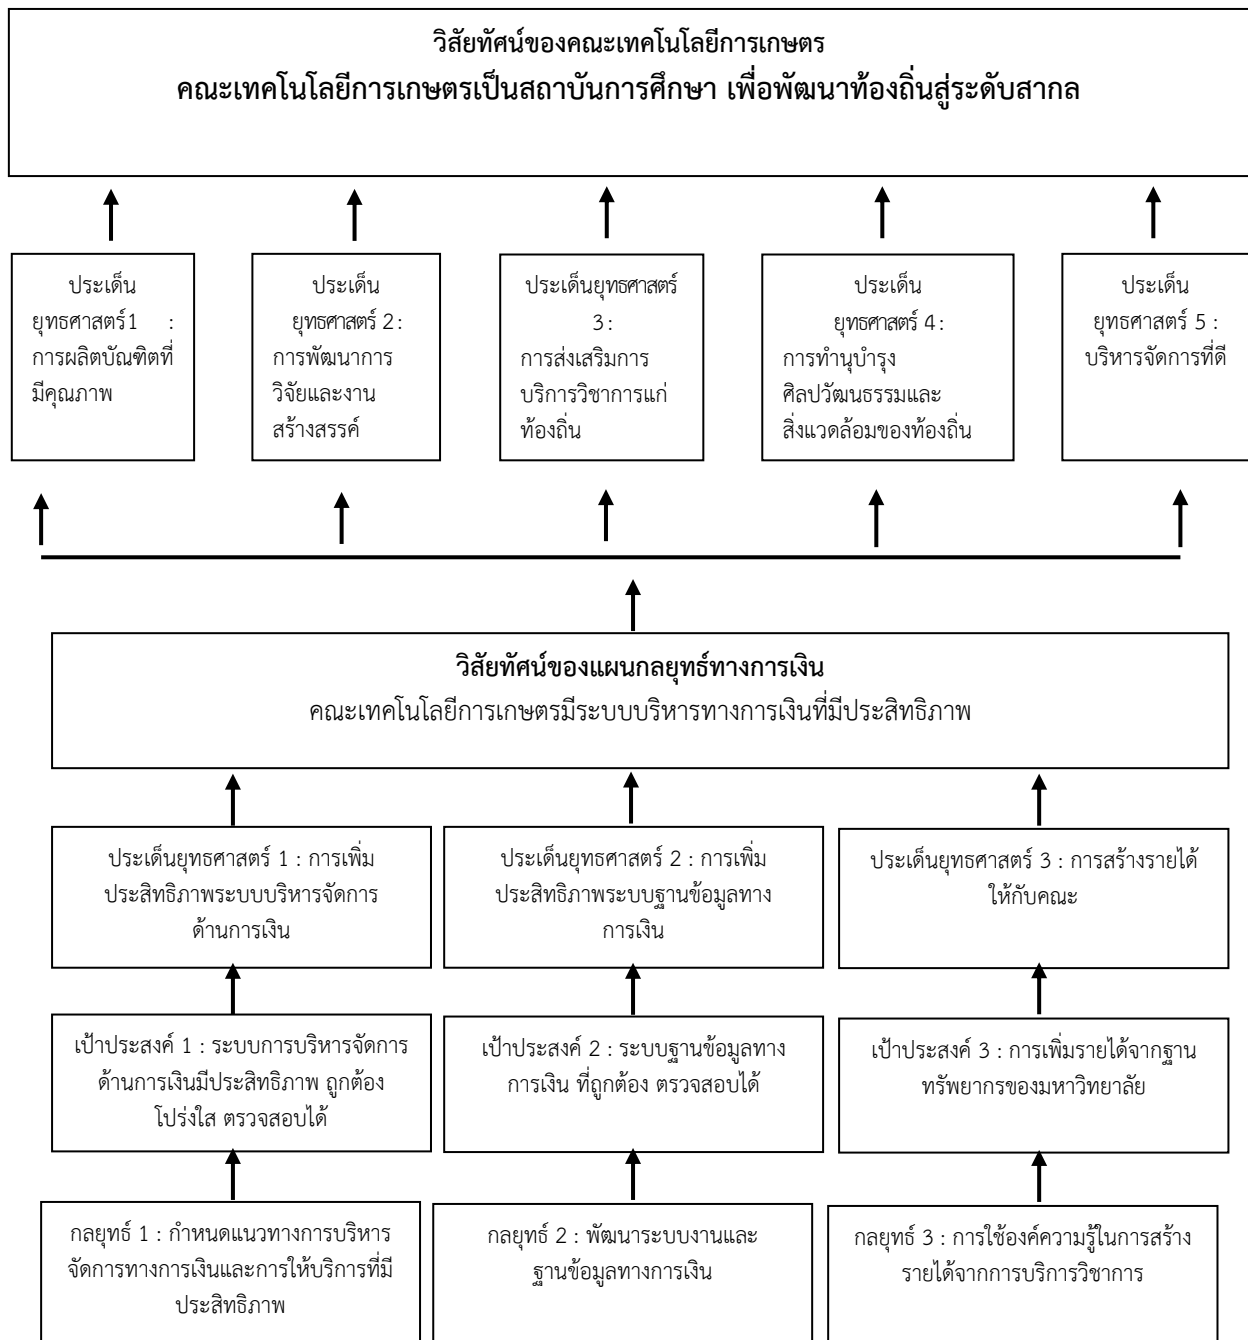 วิสัยทัศน์ของคณะเทคโนโลยีการเกษตร
คณะเทคโนโลยีการเกษตรเป็นสถาบันการศึกษา เพื่อพัฒนาท้องถิ่นสู่ระดับสากล
ประเด็น
ยุทธศาสตร์1 :
การผลิตบัณฑิตที่
มีคุณภาพ
ประเด็น
ยุทธศาสตร์ 2 :
การพัฒนาการ
วิจัยและงาน
สร้างสรรค์
ประเด็นยุทธศาสตร์
3 :
การส่งเสริมการ
บริการวิชาการแก่
ท้องถิ่น
ประเด็น
ยุทธศาสตร์ 4 :
การทำนุบำรุง
ศิลปวัฒนธรรมและ
สิ่งแวดล้อมของท้องถิ่น
ประเด็น
ยุทธศาสตร์ 5 :
บริหารจัดการที่ดี
วิสัยทัศน์ของแผนกลยุทธ์ทางการเงิน
คณะเทคโนโลยีการเกษตรมีระบบบริหารทางการเงินที่มีประสิทธิภาพ
ประเด็นยุทธศาสตร์ 1 : การเพิ่ม
ประสิทธิภาพระบบบริหารจัดการ
ด้านการเงิน
ประเด็นยุทธศาสตร์ 2 : การเพิ่ม
ประสิทธิภาพระบบฐานข้อมูลทาง
การเงิน
ประเด็นยุทธศาสตร์ 3 : การสร้างรายได้
ให้กับคณะ
เป้าประสงค์ 1 : ระบบการบริหารจัดการ
ด้านการเงินมีประสิทธิภาพ ถูกต้อง
โปร่งใส ตรวจสอบได้
เป้าประสงค์ 2 : ระบบฐานข้อมูลทาง
การเงิน ที่ถูกต้อง ตรวจสอบได้
เป้าประสงค์ 3 : การเพิ่มรายได้จากฐาน
ทรัพยากรของมหาวิทยาลัย
กลยุทธ์ 1 : กำหนดแนวทางการบริหาร
จัดการทางการเงินและการให้บริการที่มี
ประสิทธิภาพ
กลยุทธ์ 2 : พัฒนาระบบงานและ
ฐานข้อมูลทางการเงิน
กลยุทธ์ 3 : การใช้องค์ความรู้ในการสร้าง
รายได้จากการบริการวิชาการ